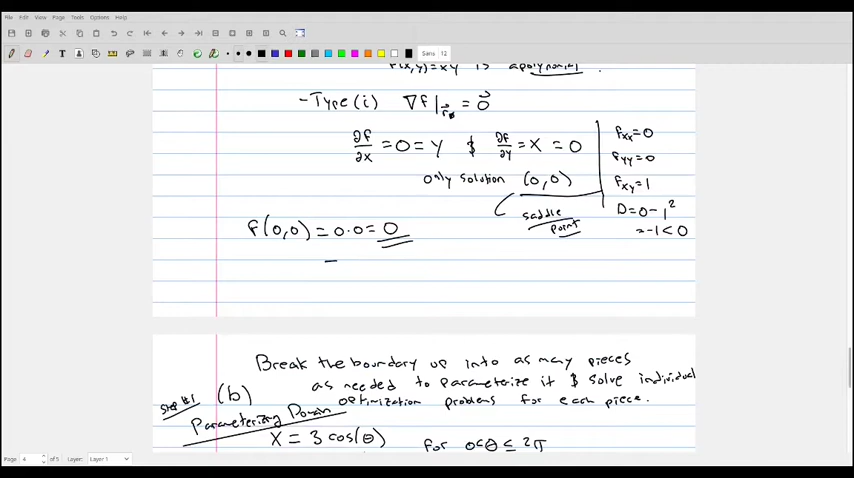 File Edit View Page Tools Options Help
Sans 12
f(x,y)=xy is a polynomial.
-Type (i) ∇f| = 0⃗
∂f/∂x = 0 = y & ∂f/∂y = x = 0
only solution (0,0)
saddle point
fxx=0
fyy=0
fxy=1
D=0-1²
=-1<0
f(0,0) = 0·0 = 0
Break the boundary up into as many pieces
(b) as needed to parameterize it & solve individual
optimization problems for each piece.
Step #1
Parameterizing Domain
x = 3 cos(θ) for 0<θ≤2π
Page 4 of 5 Layer: Layer 1